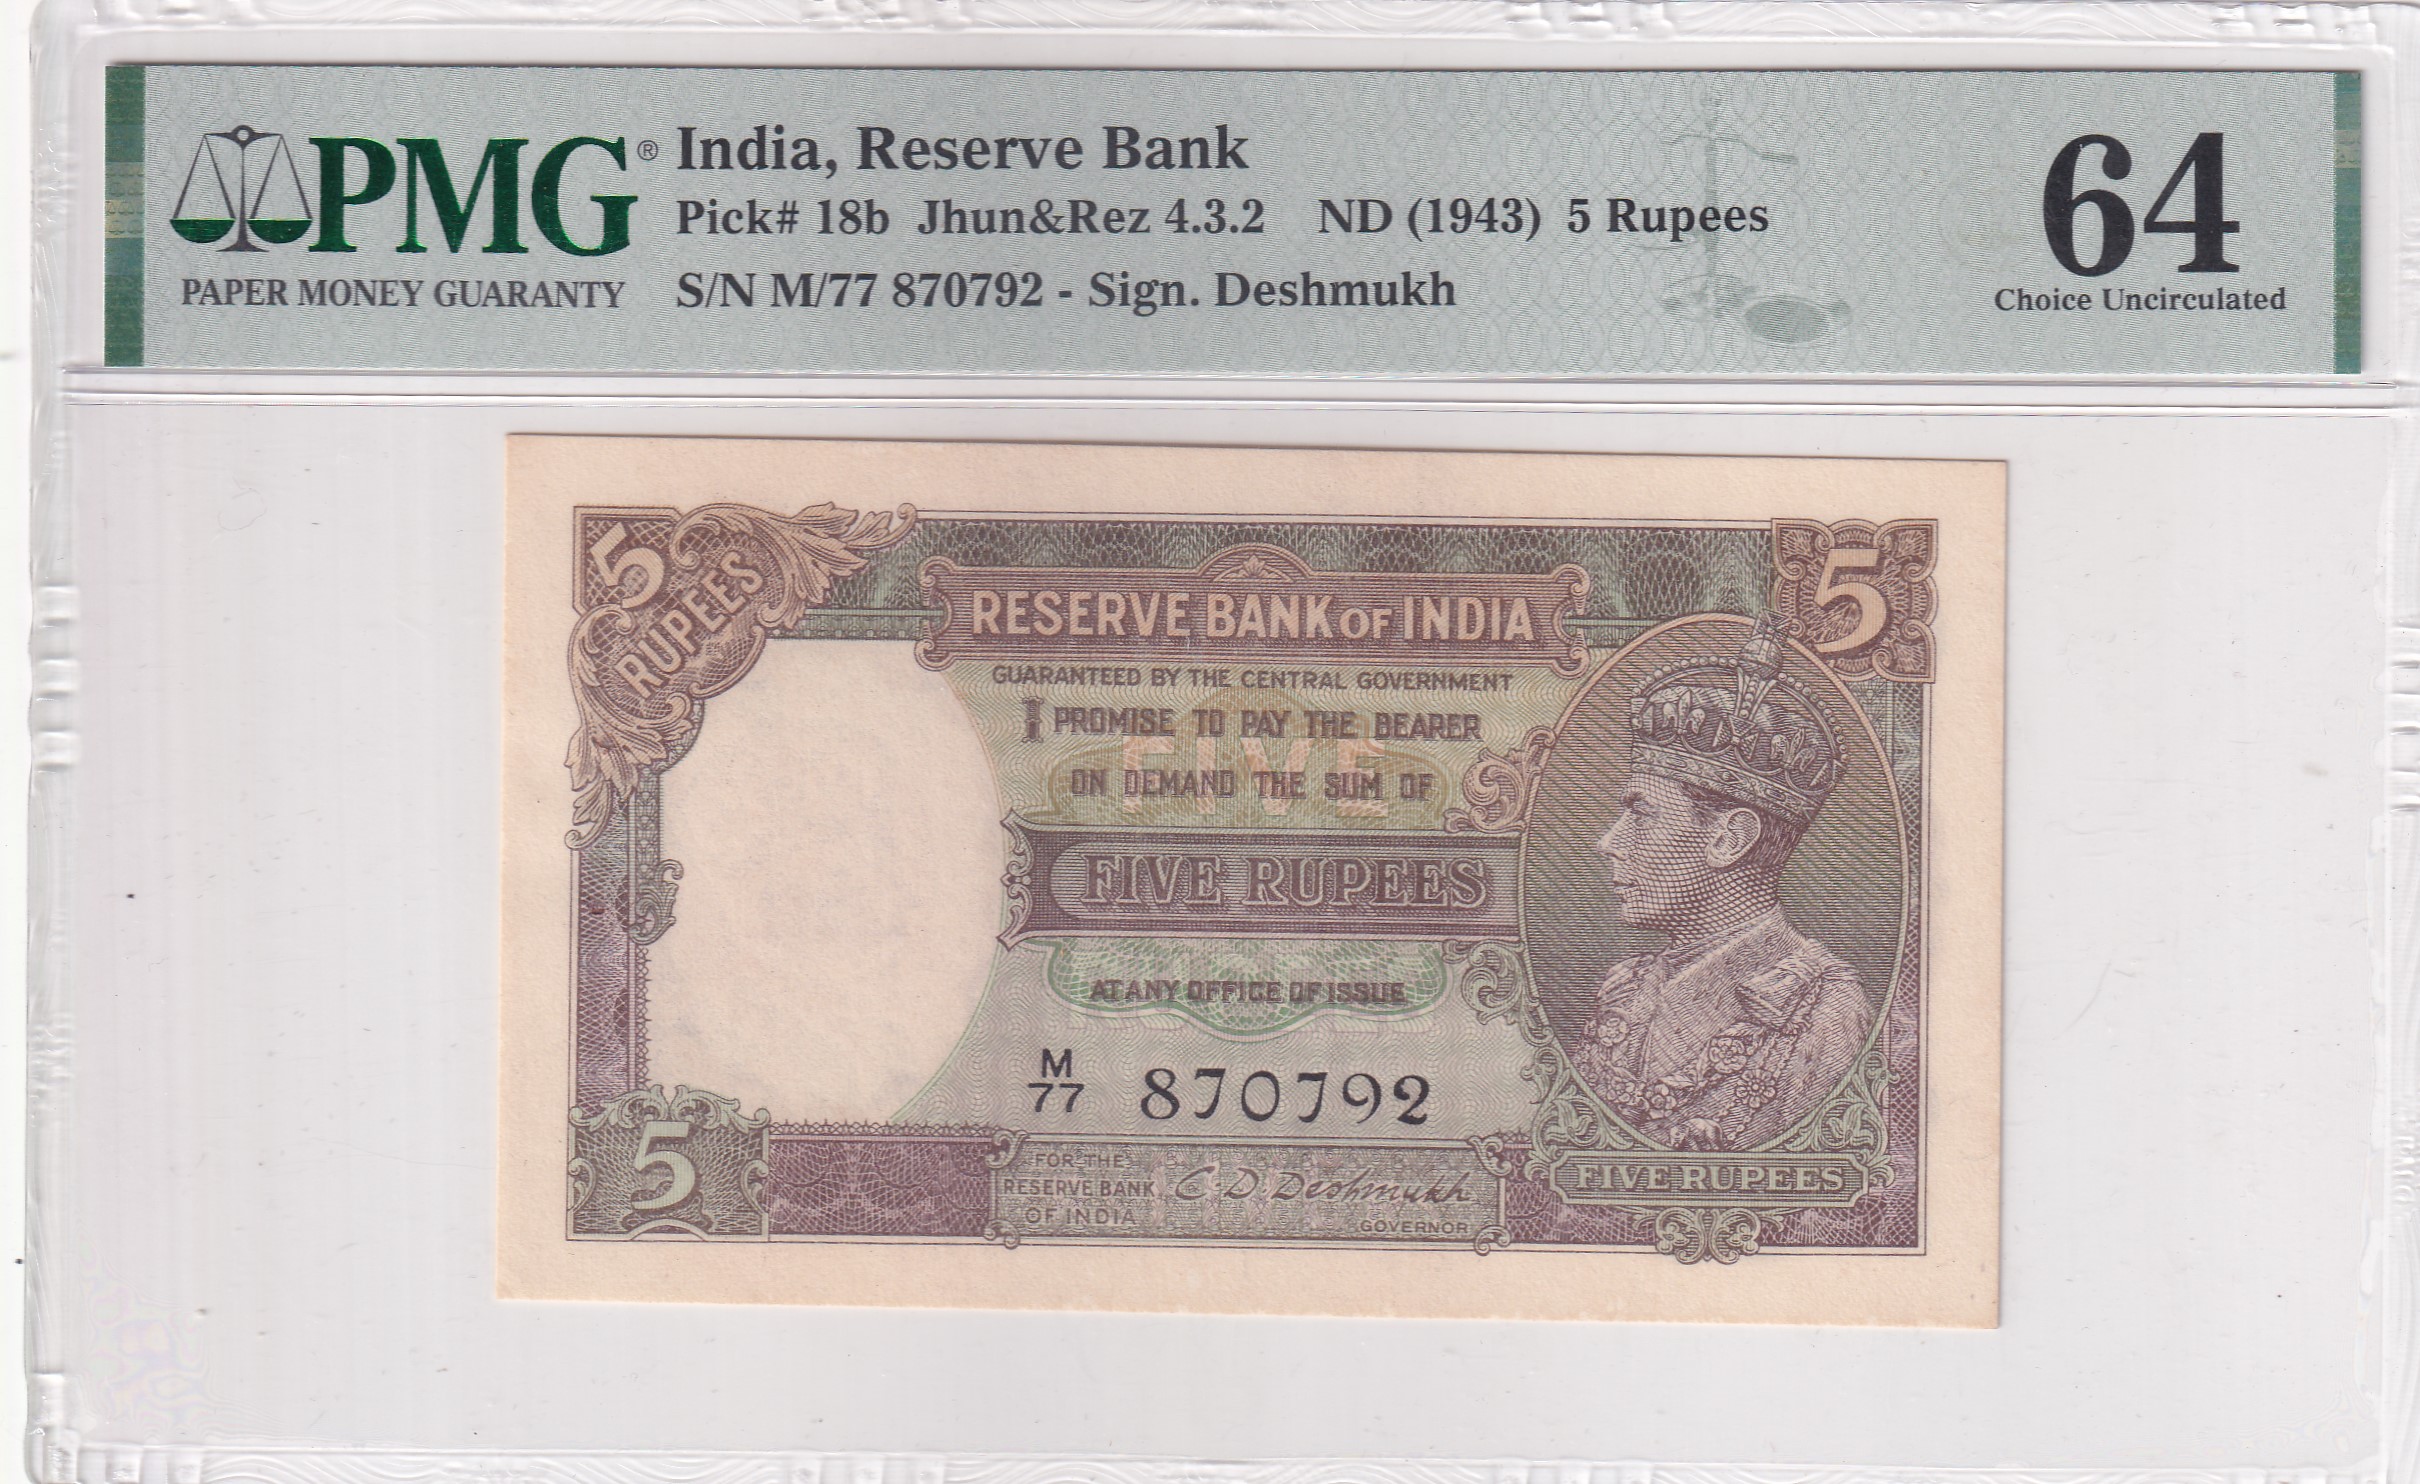 PMG®
PAPER MONEY GUARANTY
India, Reserve Bank
Pick# 18b Jhun&Rez 4.3.2 ND (1943) 5 Rupees
S/N M/77 870792 - Sign. Deshmukh
64
Choice Uncirculated
5 RUPEES
5
RESERVE BANK OF INDIA
GUARANTEED BY THE CENTRAL GOVERNMENT
I PROMISE TO PAY THE BEARER
FIVE
ON DEMAND THE SUM OF
FIVE RUPEES
AT ANY OFFICE OF ISSUE
M/77 870792
5
FOR THE
RESERVE BANK
OF INDIA
C. D. Deshmukh
GOVERNOR
FIVE RUPEES